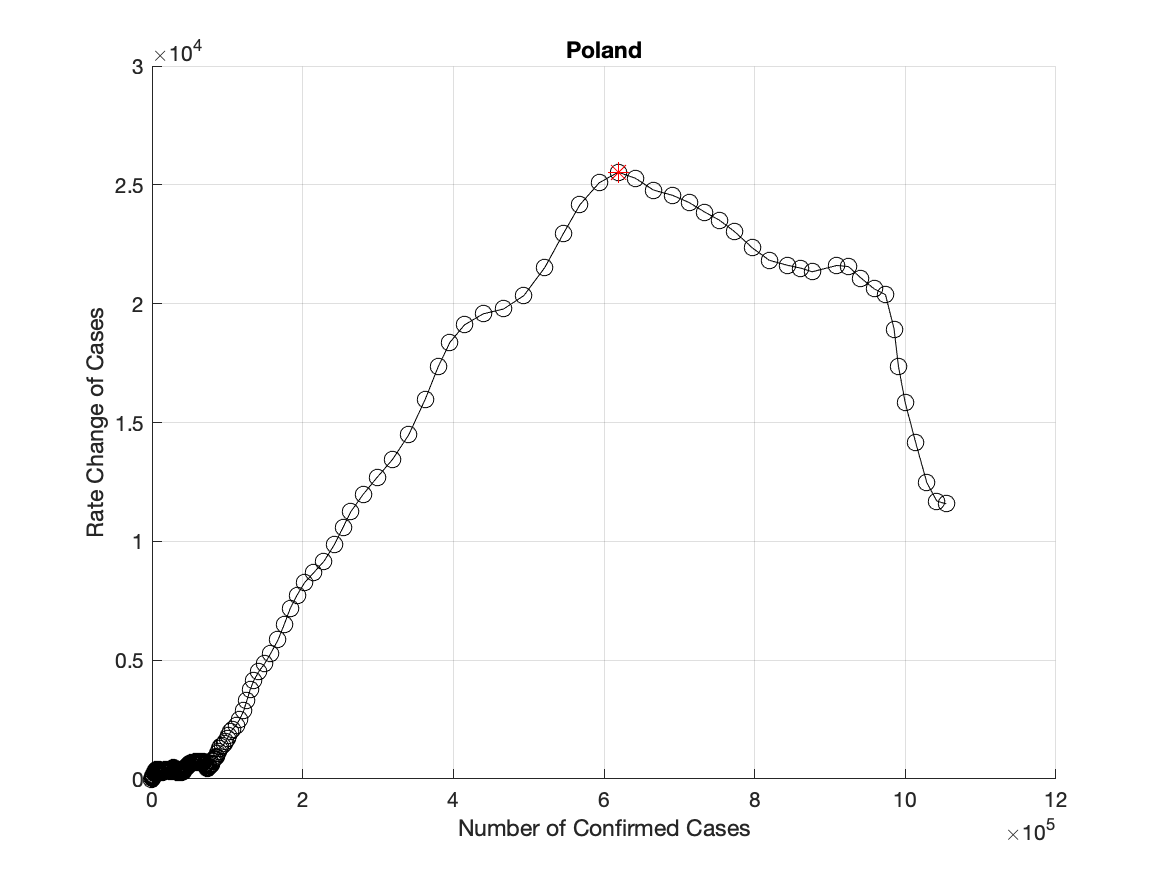 Poland
×10⁴
3
2.5
2
1.5
1
0.5
0
Rate Change of Cases
0 2 4 6 8 10 12
Number of Confirmed Cases
×10⁵